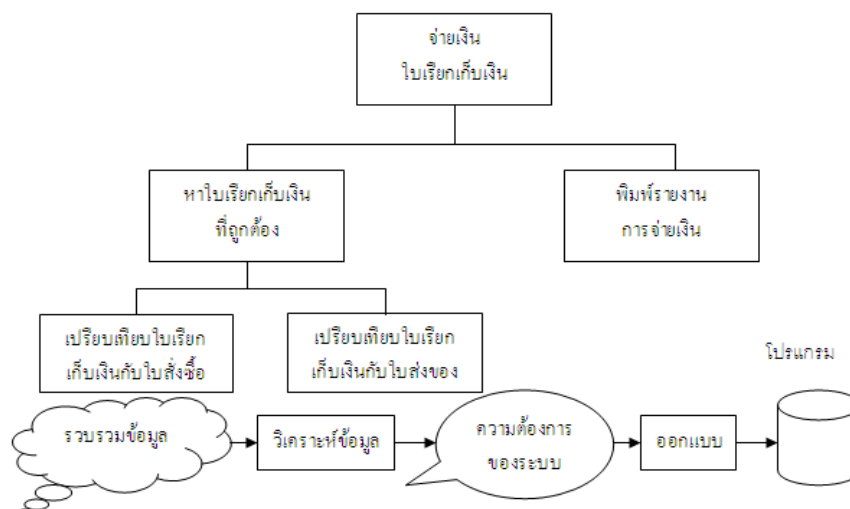 จ่ายเงิน
ใบเรียกเก็บเงิน
หาใบเรียกเก็บเงิน
ที่ถูกต้อง
พิมพ์รายงาน
การจ่ายเงิน
เปรียบเทียบใบเรียก
เก็บเงินกับใบสั่งซื้อ
เปรียบเทียบใบเรียก
เก็บเงินกับใบส่งของ
โปรแกรม
รวบรวมข้อมูล
วิเคราะห์ข้อมูล
ความต้องการ
ของระบบ
ออกแบบ